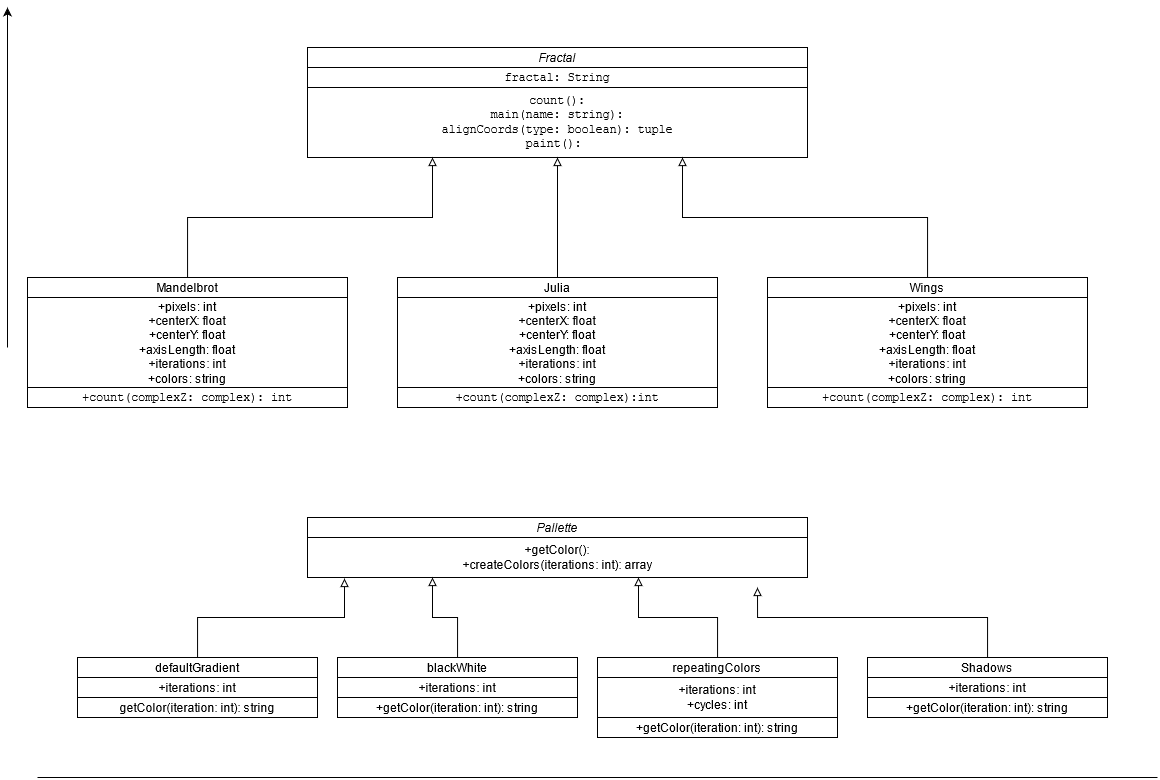 Fractal
fractal: String
count():
main(name: string):
alignCoords(type: boolean): tuple
paint():
Mandelbrot
+pixels: int
+centerX: float
+centerY: float
+axisLength: float
+iterations: int
+colors: string
+count(complexZ: complex): int
Julia
+pixels: int
+centerX: float
+centerY: float
+axisLength: float
+iterations: int
+colors: string
+count(complexZ: complex):int
Wings
+pixels: int
+centerX: float
+centerY: float
+axisLength: float
+iterations: int
+colors: string
+count(complexZ: complex): int
Pallette
+getColor():
+createColors(iterations: int): array
defaultGradient
+iterations: int
getColor(iteration: int): string
blackWhite
+iterations: int
+getColor(iteration: int): string
repeatingColors
+iterations: int
+cycles: int
+getColor(iteration: int): string
Shadows
+iterations: int
+getColor(iteration: int): string